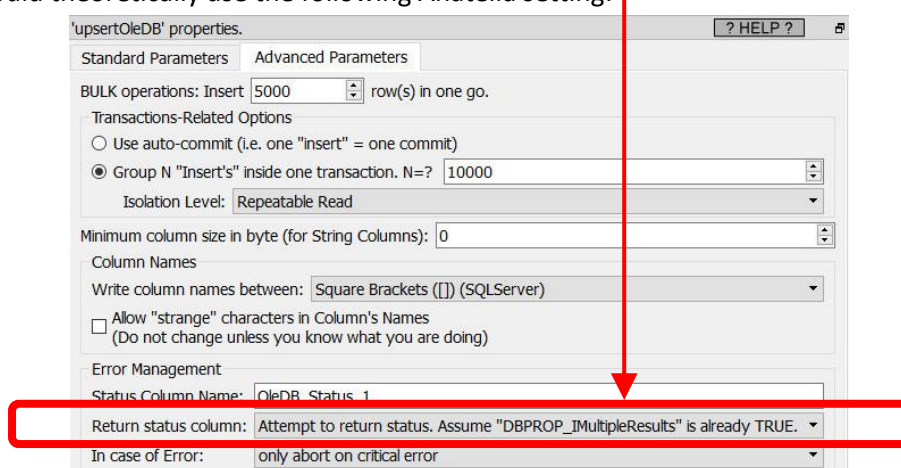 use the following Anatella setting:
'upsertOleDB' properties. ? HELP ?
Standard Parameters Advanced Parameters
BULK operations: Insert 5000 row(s) in one go.
Transactions-Related Options
Use auto-commit (i.e. one "insert" = one commit)
Group N "Insert's" inside one transaction. N=? 10000
Isolation Level: Repeatable Read
Minimum column size in byte (for String Columns): 0
Column Names
Write column names between: Square Brackets ([]) (SQLServer)
Allow "strange" characters in Column's Names
(Do not change unless you know what you are doing)
Error Management
Status Column Name: OleDB_Status_1
Return status column: Attempt to return status. Assume "DBPROP_IMultipleResults" is already TRUE.
In case of Error: only abort on critical error